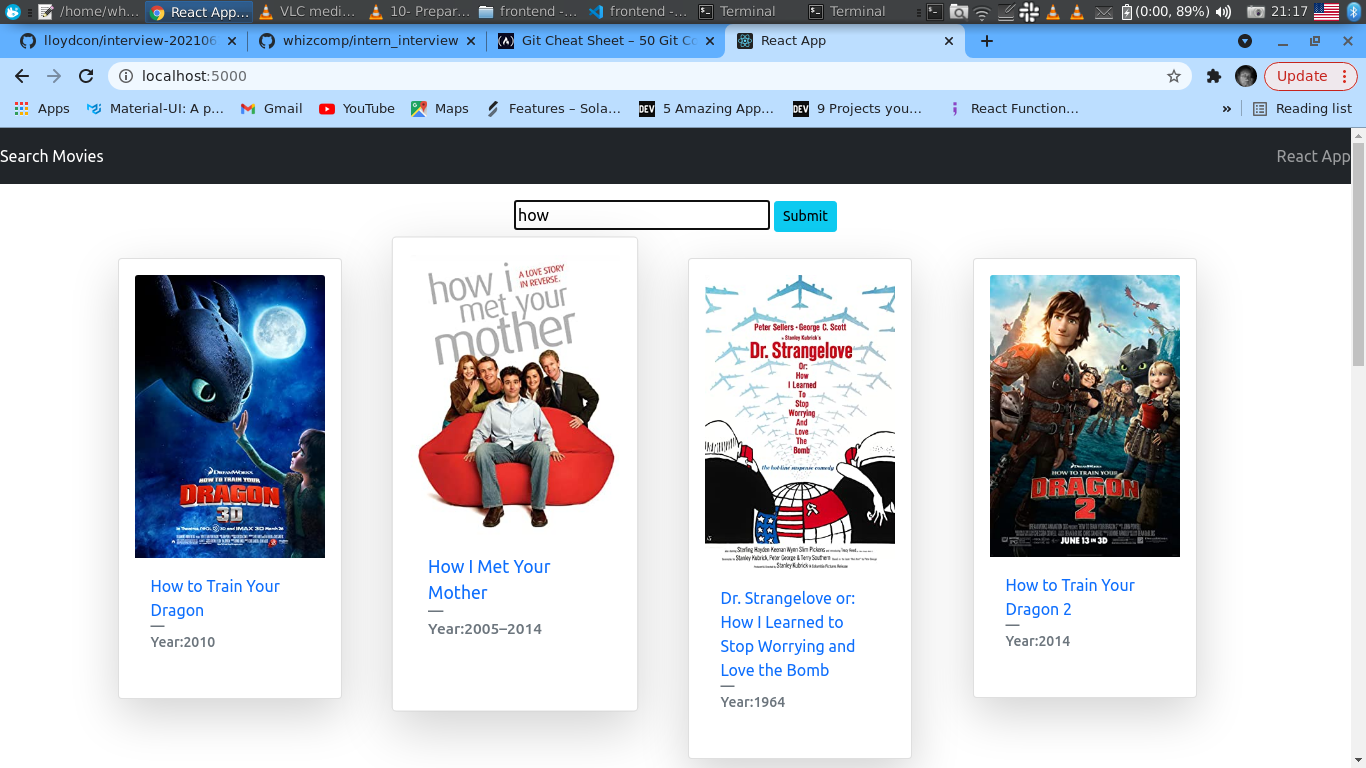 /home/wh...
React App...
VLC medi...
10- Prepa...
frontend -...
frontend -...
Terminal
Terminal
(0:00, 89%)
21:17
lloydcon/interview-202106
whizcomp/intern_interview
Git Cheat Sheet – 50 Git Co
React App
localhost:5000
Update
Apps
Material-UI: A p...
Gmail
YouTube
Maps
Features – Sola...
DEV
5 Amazing App...
DEV
9 Projects you...
React Function...
»
Reading list
Search Movies
React App
how
Submit
DREAMWORKS
HOW TO TRAIN YOUR
DRAGON
3D
How to Train Your
Dragon
—
Year:2010
how i
A LOVE STORY
IN REVERSE.
met your
mother
How I Met Your
Mother
—
Year:2005–2014
Peter Sellers · George C. Scott
Stanley Kubrick's
Dr. Strangelove
Or:
How
I Learned
To
Stop
Worrying
And
Love
The
Bomb
the hot-line suspense comedy
Dr. Strangelove or:
How I Learned to
Stop Worrying and
Love the Bomb
—
Year:1964
HOW TO TRAIN YOUR
DRAGON
2
JUNE 13 IN 3D
How to Train Your
Dragon 2
—
Year:2014